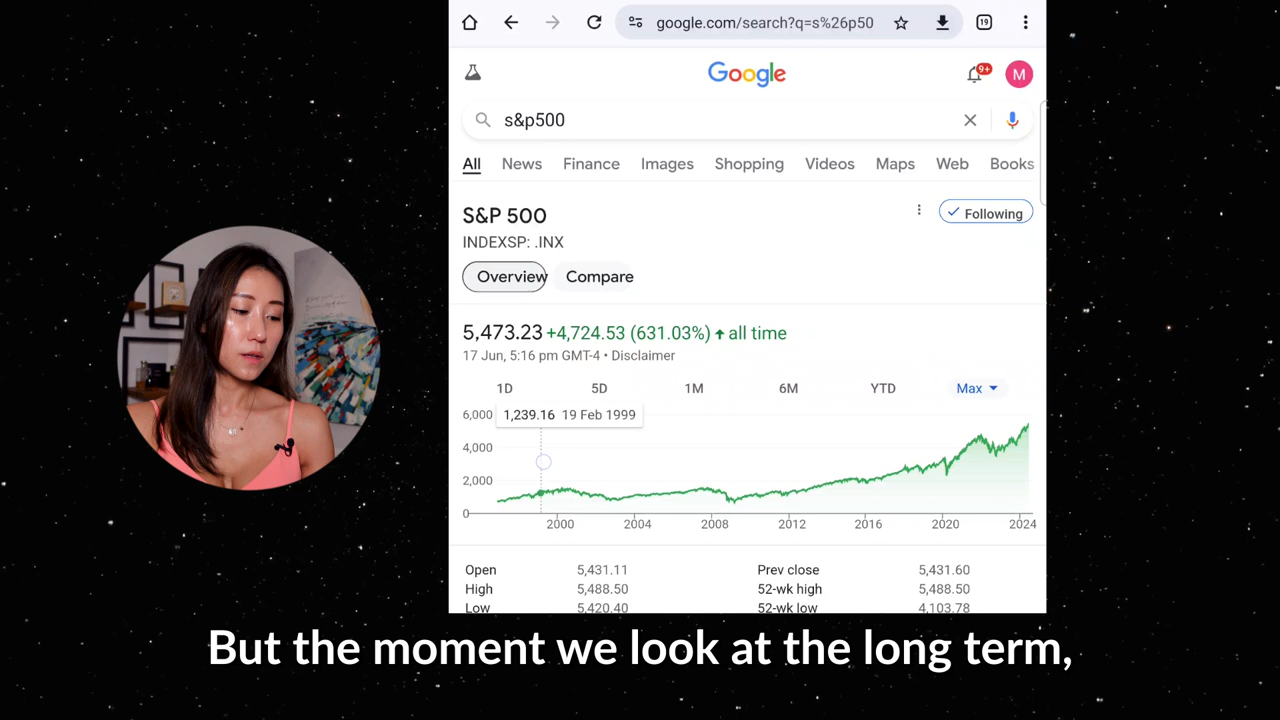 google.com/search?q=s%26p50
19
Google
9+
M
s&p500
All News Finance Images Shopping Videos Maps Web Books
S&P 500
Following
INDEXSP: .INX
Overview Compare
5,473.23 +4,724.53 (631.03%) ↑ all time
17 Jun, 5:16 pm GMT-4 • Disclaimer
1D 5D 1M 6M YTD Max
6,000
1,239.16 19 Feb 1999
4,000
2,000
0
2000 2004 2008 2012 2016 2020 2024
Open 5,431.11 Prev close 5,431.60
High 5,488.50 52-wk high 5,488.50
Low 5,420.40 52-wk low 4,103.78
But the moment we look at the long term,